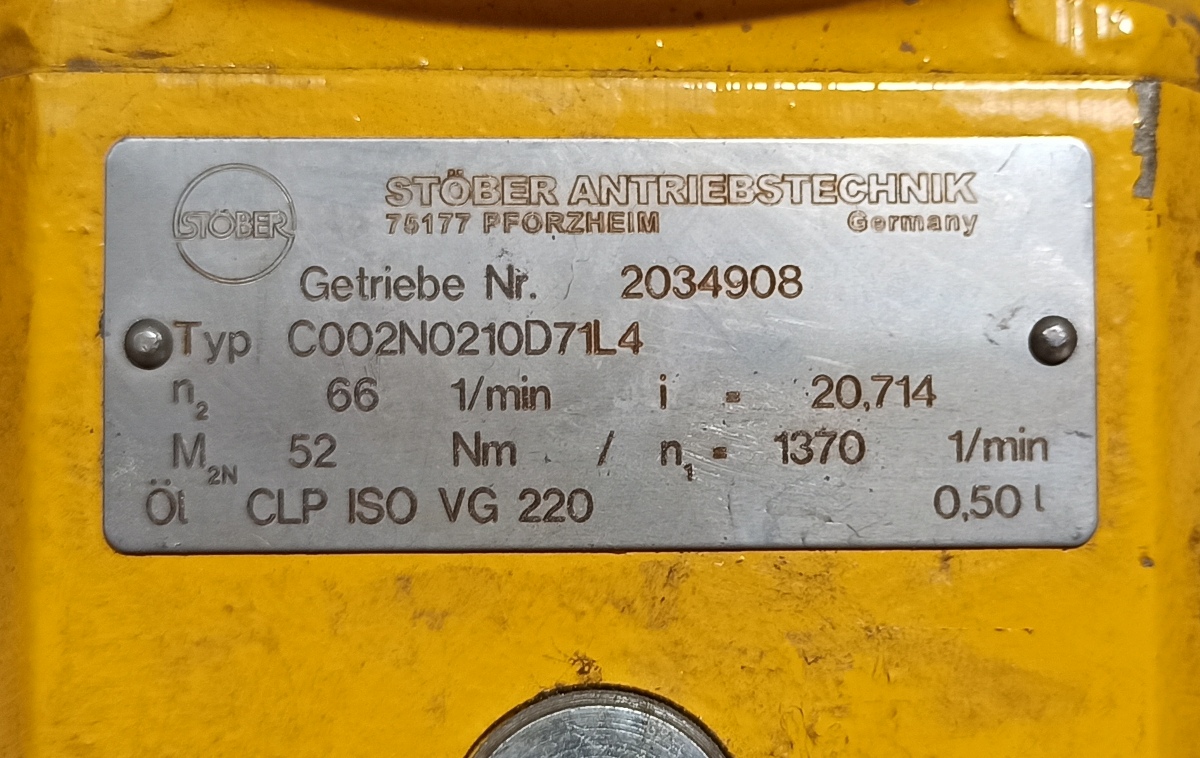 STÖBER
STÖBER ANTRIEBSTECHNIK
75177 PFORZHEIM Germany
Getriebe Nr. 2034908
Typ C002N0210D71L4
n2 66 1/min i = 20,714
M2N 52 Nm / n1 = 1370 1/min
Öl CLP ISO VG 220 0,50 l